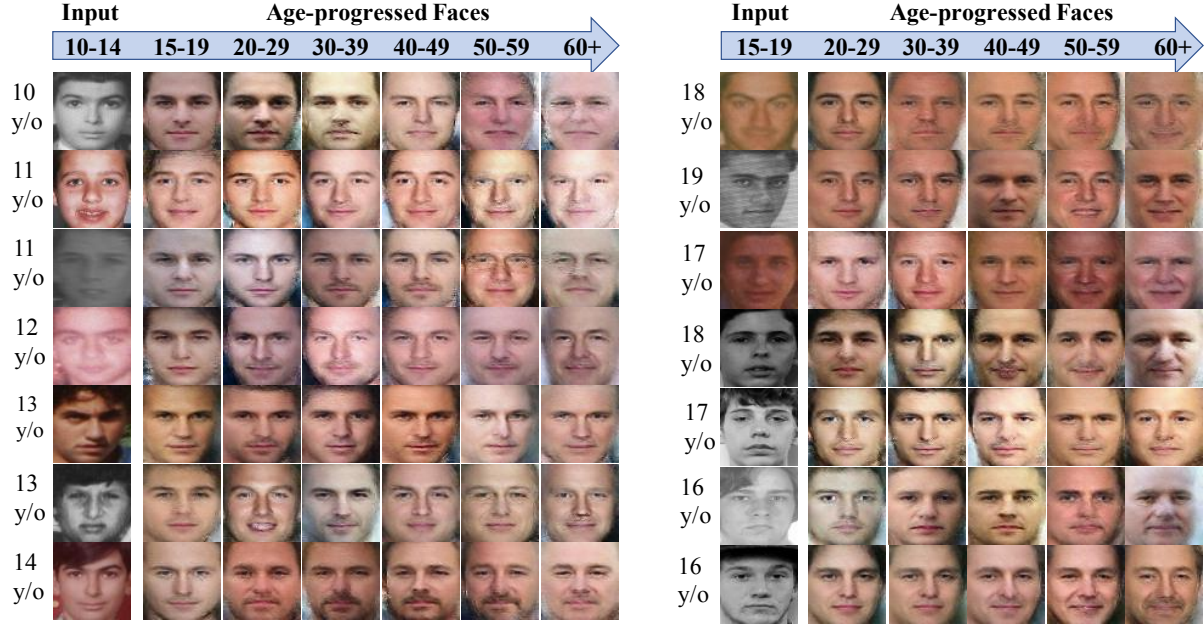 Input Age-progressed Faces
10-14 15-19 20-29 30-39 40-49 50-59 60+
10
y/o
11
y/o
11
y/o
12
y/o
13
y/o
13
y/o
14
y/o
Input Age-progressed Faces
15-19 20-29 30-39 40-49 50-59 60+
18
y/o
19
y/o
17
y/o
18
y/o
17
y/o
16
y/o
16
y/o